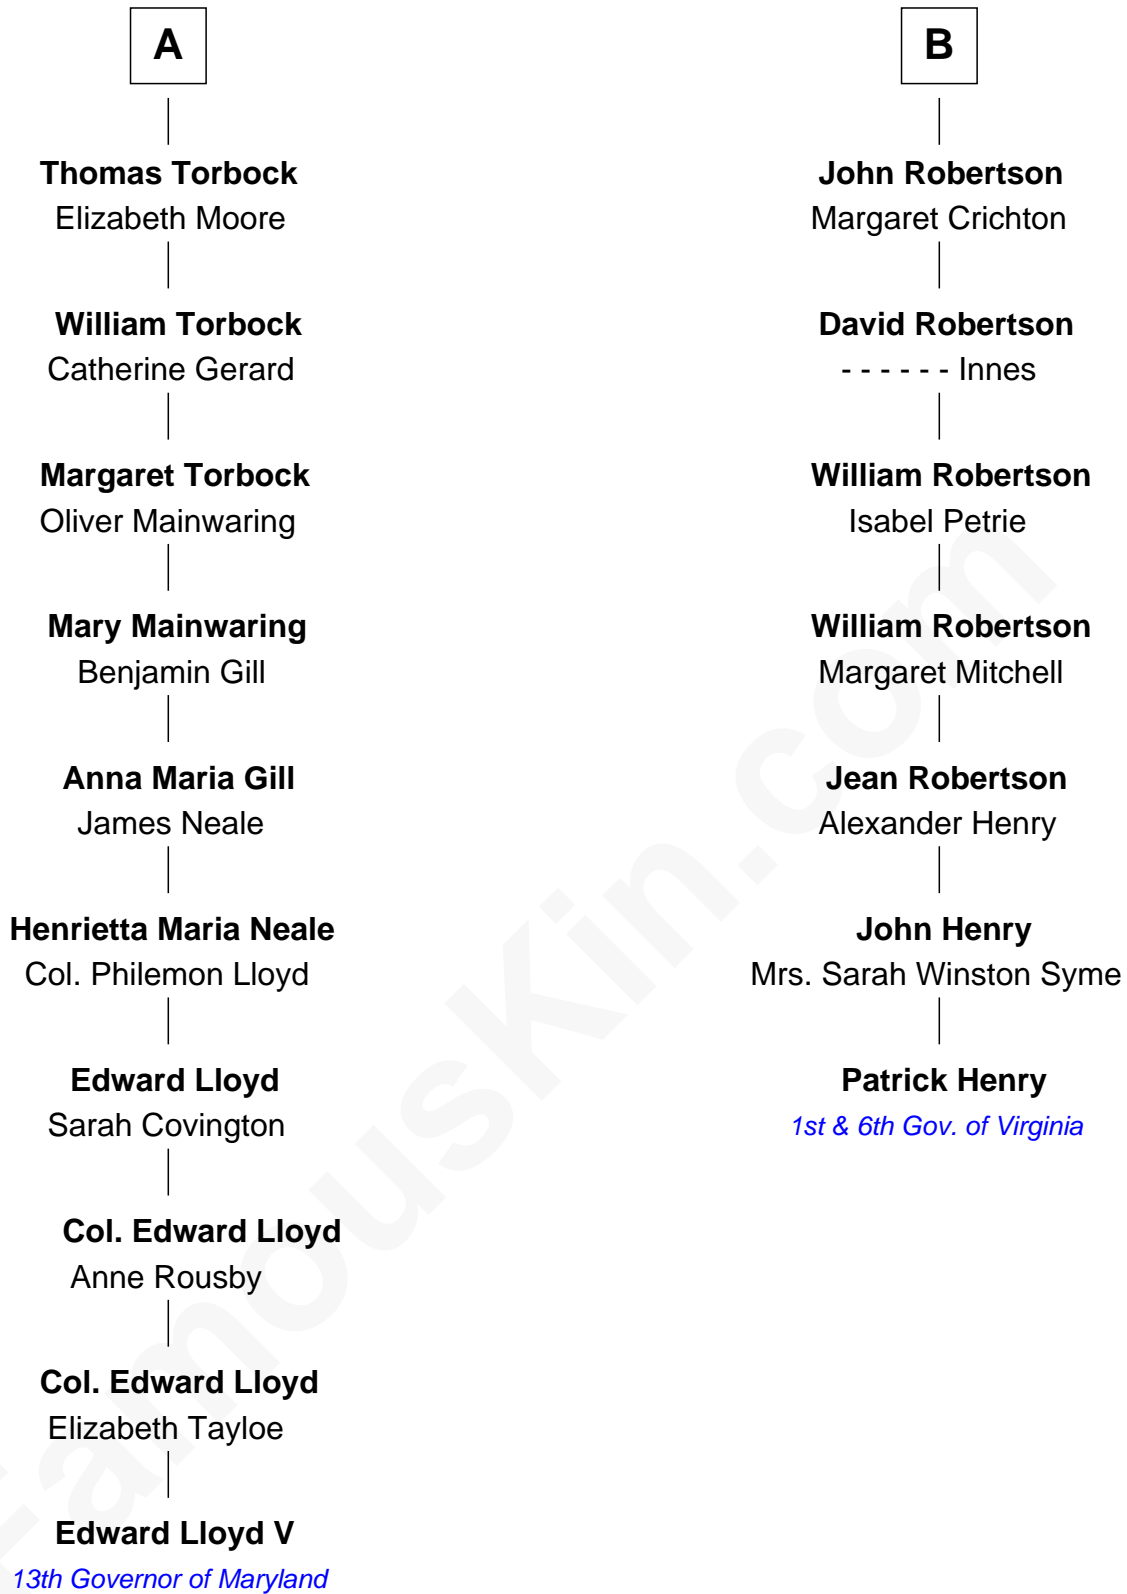 A
Thomas Torbock
Elizabeth Moore
William Torbock
Catherine Gerard
Margaret Torbock
Oliver Mainwaring
Mary Mainwaring
Benjamin Gill
Anna Maria Gill
James Neale
Henrietta Maria Neale
Col. Philemon Lloyd
Edward Lloyd
Sarah Covington
Col. Edward Lloyd
Anne Rousby
Col. Edward Lloyd
Elizabeth Tayloe
Edward Lloyd V
13th Governor of Maryland
B
John Robertson
Margaret Crichton
David Robertson
- - - - - - Innes
William Robertson
Isabel Petrie
William Robertson
Margaret Mitchell
Jean Robertson
Alexander Henry
John Henry
Mrs. Sarah Winston Syme
Patrick Henry
1st & 6th Gov. of Virginia
FamousKin.com